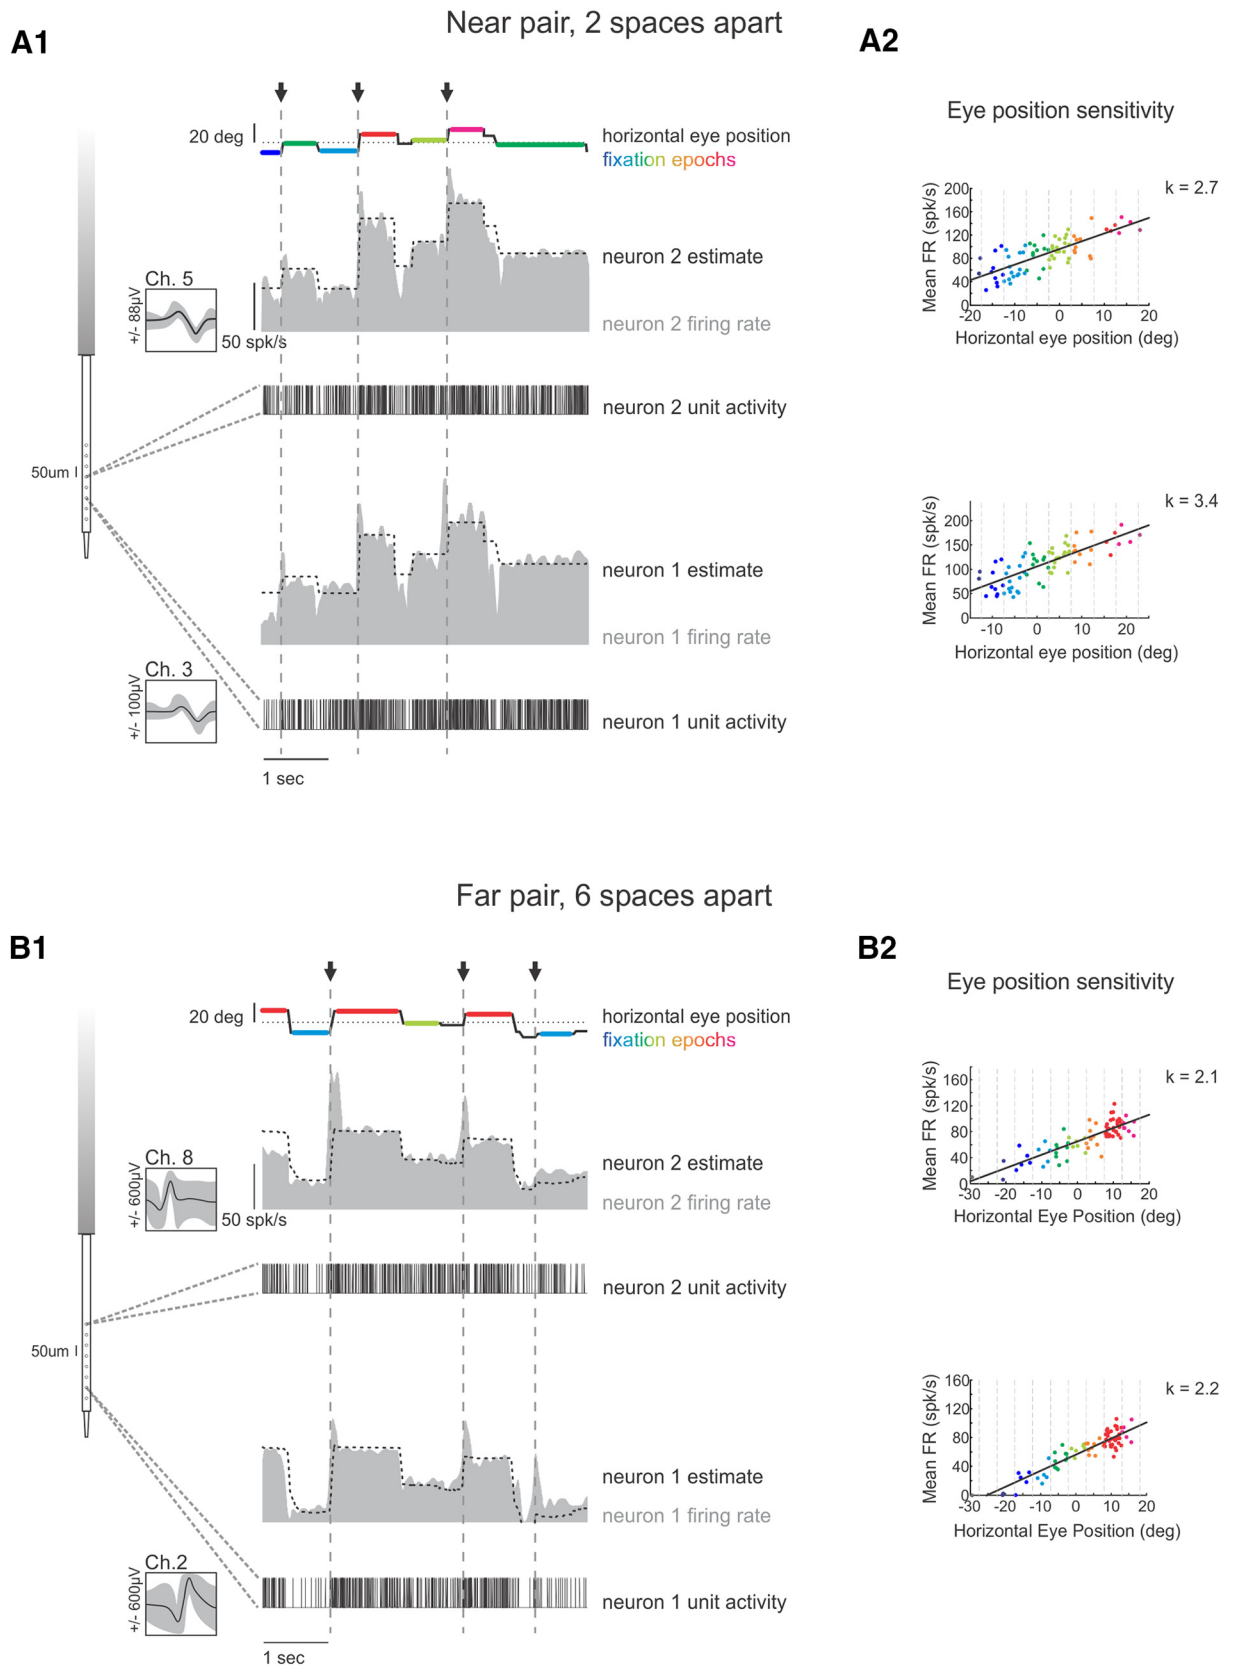 Near pair, 2 spaces apart
A1
A2
Eye position sensitivity
20 deg
horizontal eye position
fixation epochs
k = 2.7
200
160
120
80
40
0
Mean FR (spk/s)
-20 -10 0 10 20
Horizontal eye position (deg)
neuron 2 estimate
Ch. 5
+/- 88µV
50 spk/s
neuron 2 firing rate
neuron 2 unit activity
50um
k = 3.4
200
150
100
50
0
Mean FR (spk/s)
-10 0 10 20
Horizontal eye position (deg)
neuron 1 estimate
neuron 1 firing rate
Ch. 3
+/- 100µV
neuron 1 unit activity
1 sec
Far pair, 6 spaces apart
B1
B2
Eye position sensitivity
20 deg
horizontal eye position
fixation epochs
k = 2.1
160
120
80
40
0
Mean FR (spk/s)
-30 -20 -10 0 10 20
Horizontal Eye Position (deg)
neuron 2 estimate
Ch. 8
+/- 600µV
50 spk/s
neuron 2 firing rate
neuron 2 unit activity
50um
k = 2.2
160
120
80
40
0
Mean FR (spk/s)
-30 -20 -10 0 10 20
Horizontal Eye Position (deg)
neuron 1 estimate
neuron 1 firing rate
Ch.2
+/- 600µV
neuron 1 unit activity
1 sec